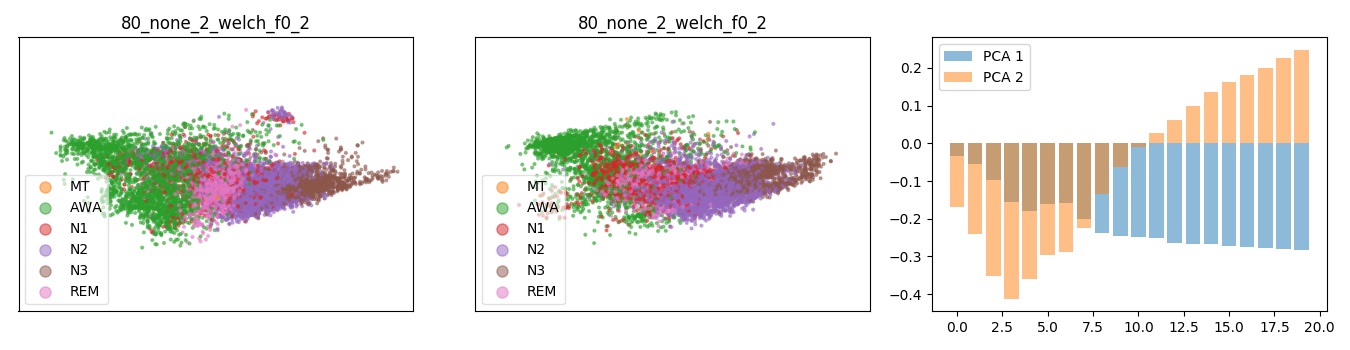 80_none_2_welch_f0_2
MT
AWA
N1
N2
N3
REM
80_none_2_welch_f0_2
MT
AWA
N1
N2
N3
REM
PCA 1
PCA 2
0.2
0.1
0.0
−0.1
−0.2
−0.3
−0.4
0.0 2.5 5.0 7.5 10.0 12.5 15.0 17.5 20.0